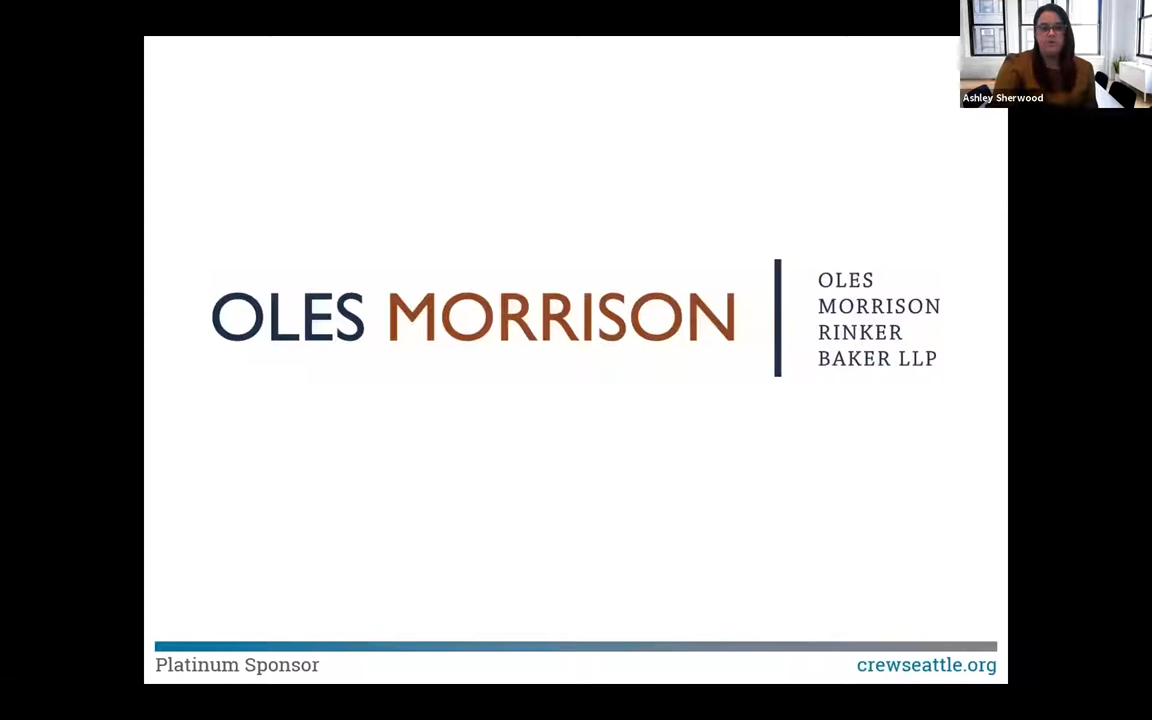 Ashley Sherwood
OLES MORRISON
OLES
MORRISON
RINKER
BAKER LLP
Platinum Sponsor
crewseattle.org